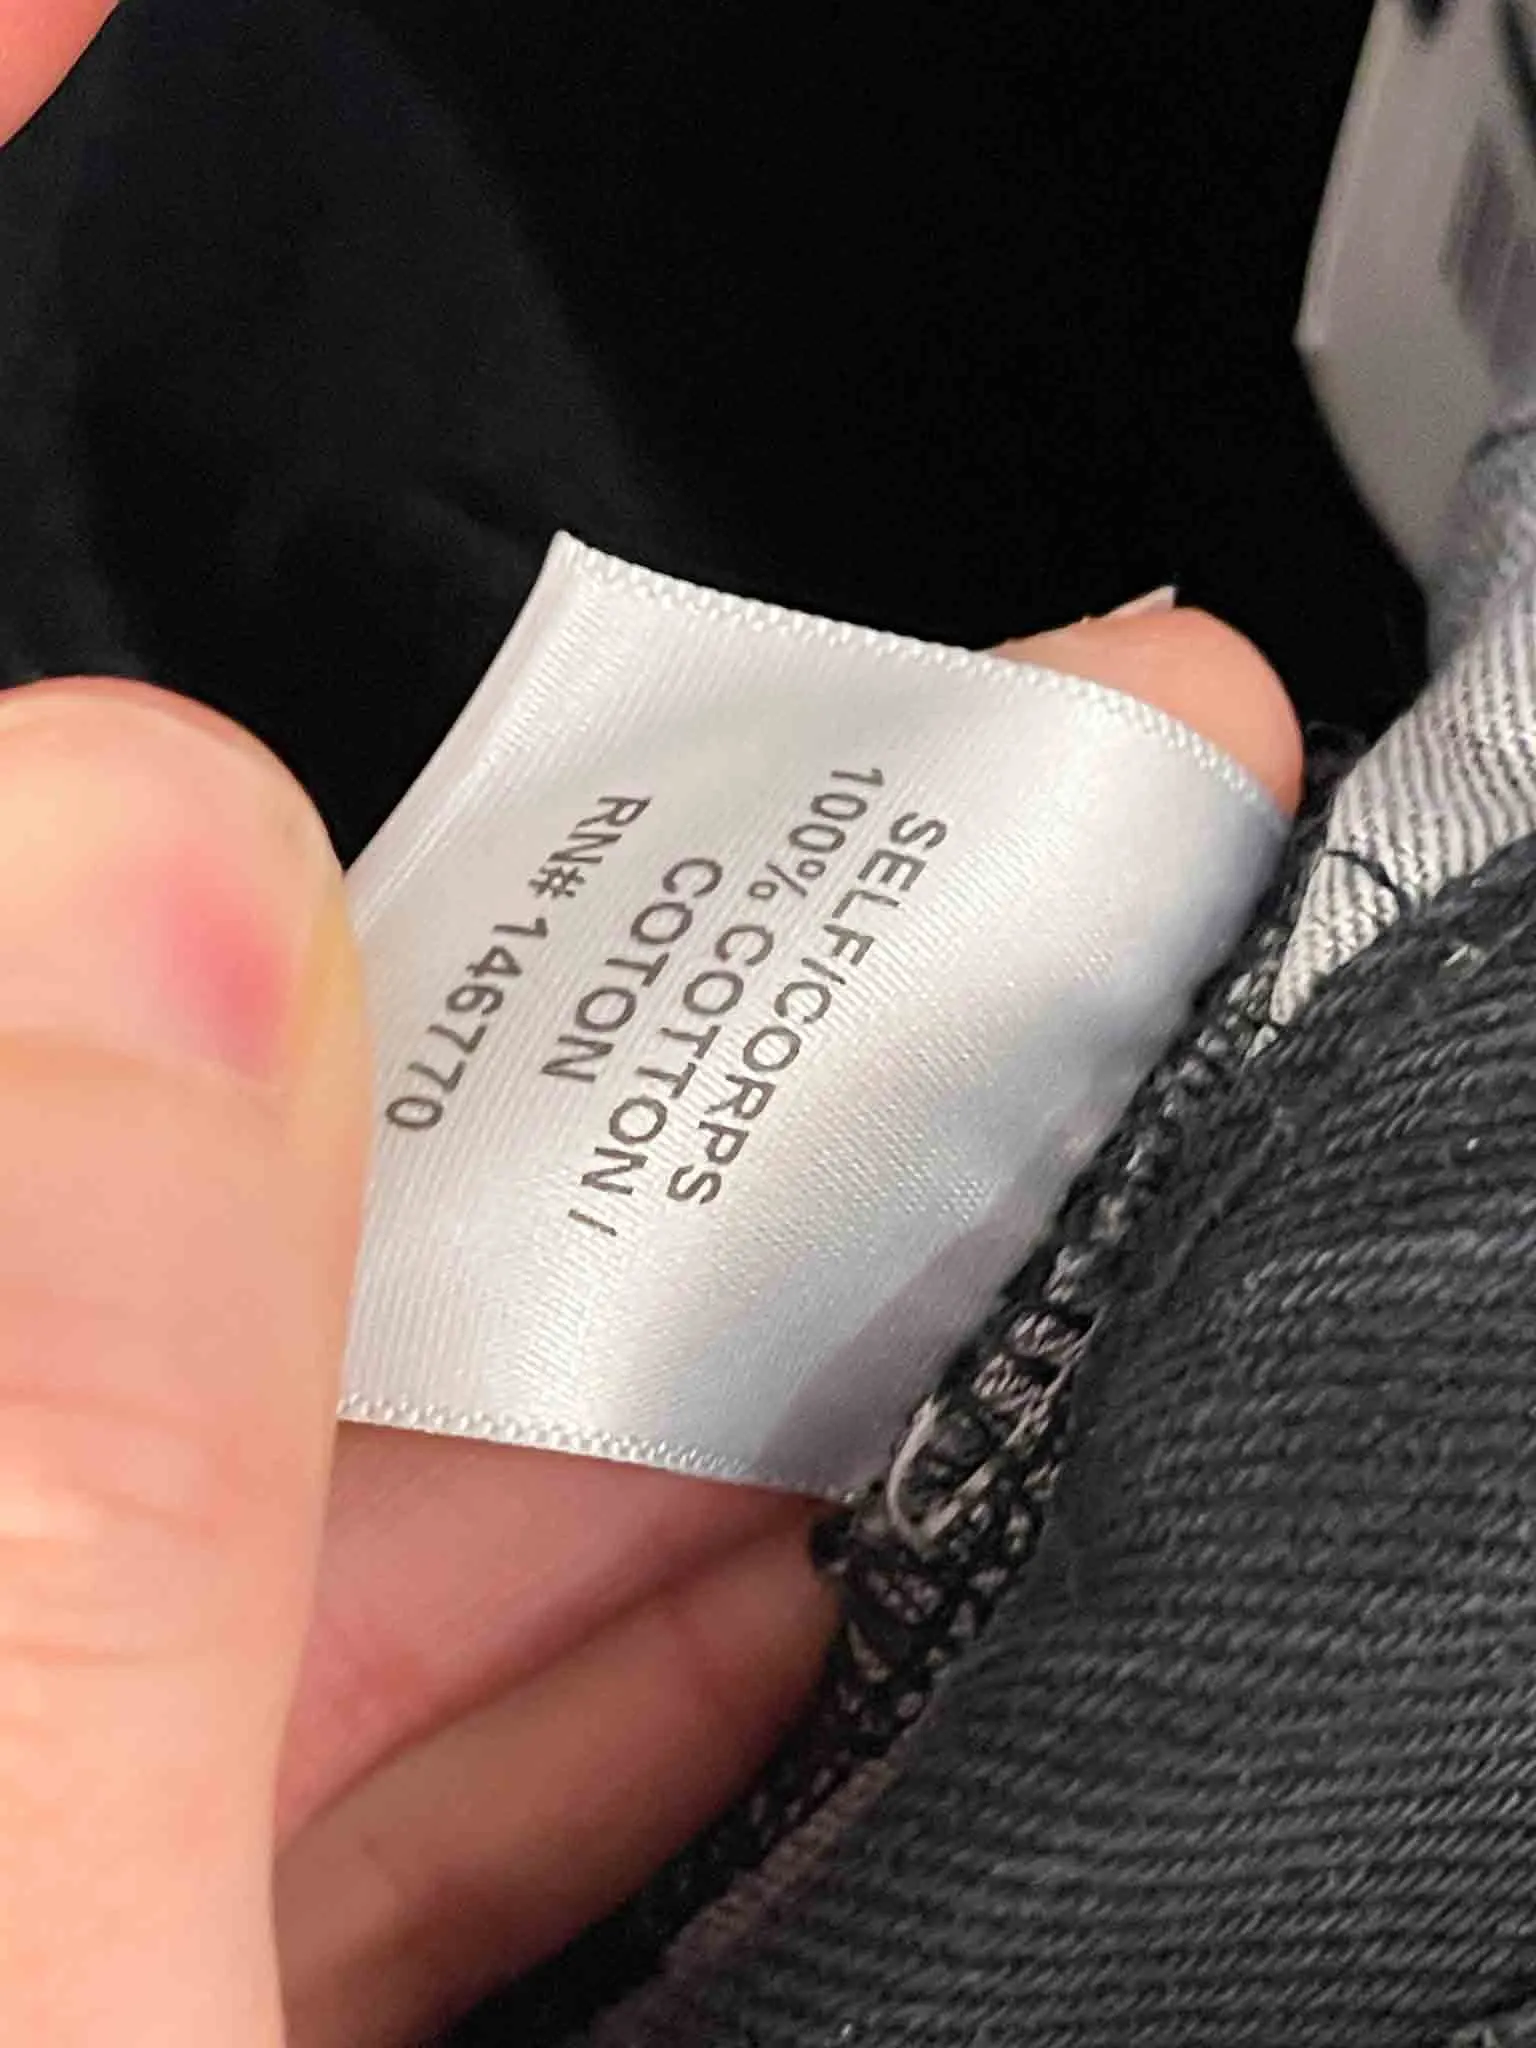 SELF/CORPS
100% COTTON /
COTON
RN# 146770